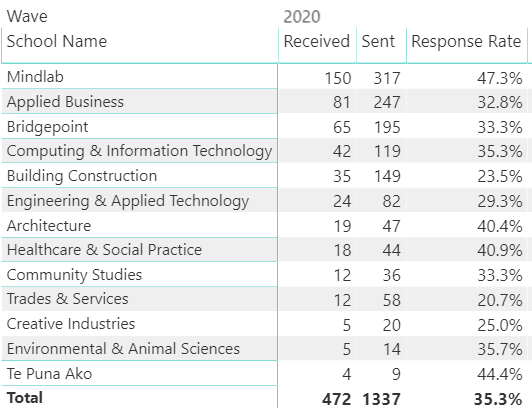 Wave 2020
School Name Received Sent Response Rate
Mindlab 150 317 47.3%
Applied Business 81 247 32.8%
Bridgepoint 65 195 33.3%
Computing & Information Technology 42 119 35.3%
Building Construction 35 149 23.5%
Engineering & Applied Technology 24 82 29.3%
Architecture 19 47 40.4%
Healthcare & Social Practice 18 44 40.9%
Community Studies 12 36 33.3%
Trades & Services 12 58 20.7%
Creative Industries 5 20 25.0%
Environmental & Animal Sciences 5 14 35.7%
Te Puna Ako 4 9 44.4%
Total 472 1337 35.3%